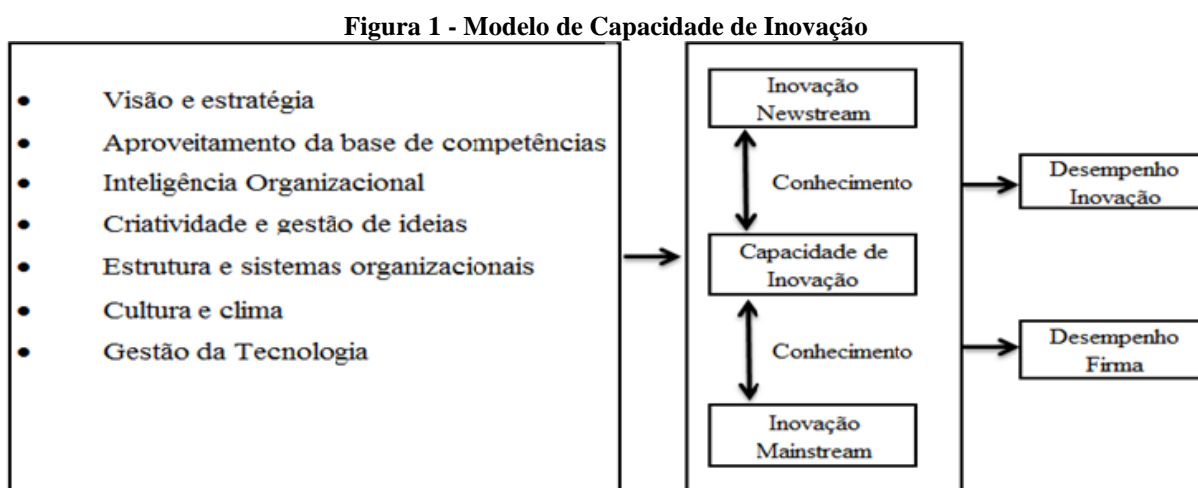 Figura 1 - Modelo de Capacidade de Inovação
• Visão e estratégia
• Aproveitamento da base de competências
• Inteligência Organizacional
• Criatividade e gestão de ideias
• Estrutura e sistemas organizacionais
• Cultura e clima
• Gestão da Tecnologia
Inovação
Newstream
Conhecimento
Capacidade de
Inovação
Conhecimento
Inovação
Mainstream
Desempenho
Inovação
Desempenho
Firma